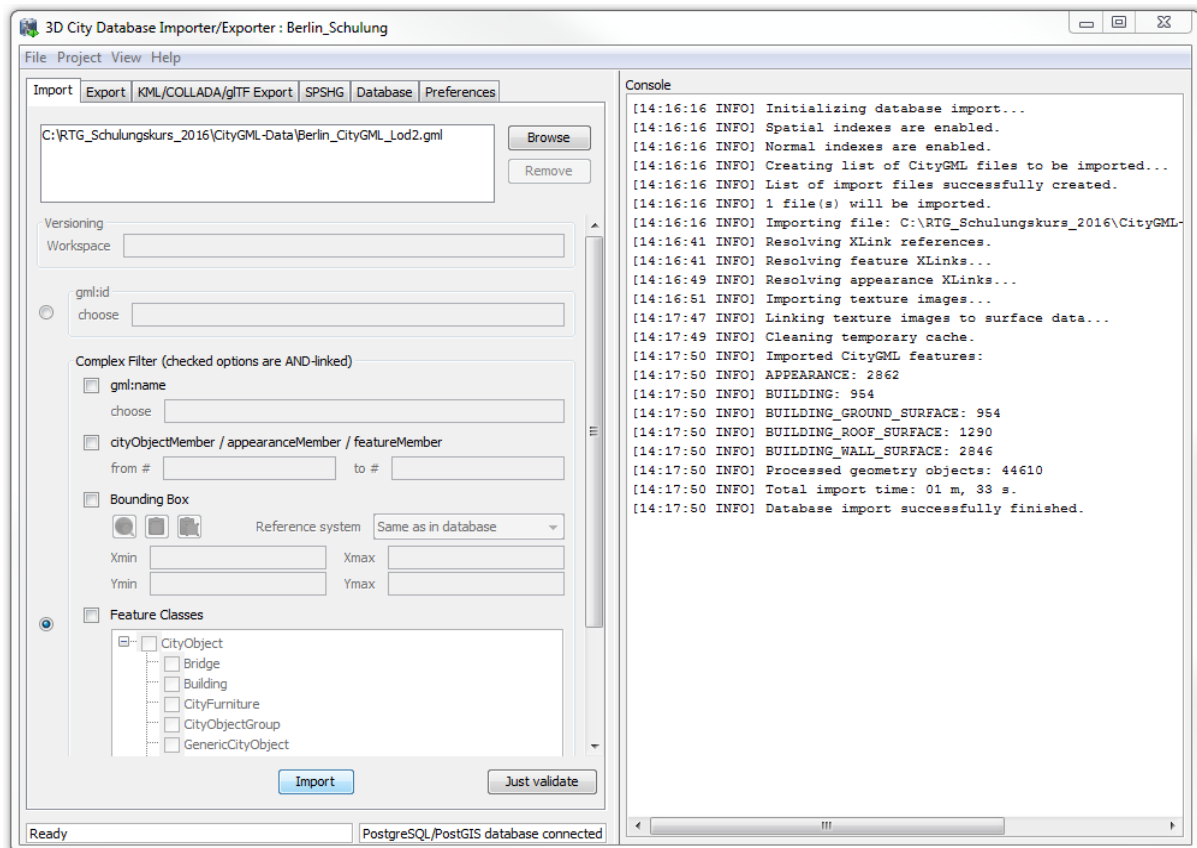 3D City Database Importer/Exporter : Berlin_Schulung
File Project View Help
Import Export KML/COLLADA/glTF Export SPSHG Database Preferences
C:\RTG_Schulungskurs_2016\CityGML-Data\Berlin_CityGML_Lod2.gml
Browse
Remove
Versioning
Workspace
gml:id
choose
Complex Filter (checked options are AND-linked)
gml:name
choose
cityObjectMember / appearanceMember / featureMember
from # to #
Bounding Box
Reference system Same as in database
Xmin Xmax
Ymin Ymax
Feature Classes
CityObject
Bridge
Building
CityFurniture
CityObjectGroup
GenericCityObject
Import Just validate
Ready PostgreSQL/PostGIS database connected
Console
[14:16:16 INFO] Initializing database import...
[14:16:16 INFO] Spatial indexes are enabled.
[14:16:16 INFO] Normal indexes are enabled.
[14:16:16 INFO] Creating list of CityGML files to be imported...
[14:16:16 INFO] List of import files successfully created.
[14:16:16 INFO] 1 file(s) will be imported.
[14:16:16 INFO] Importing file: C:\RTG_Schulungskurs_2016\CityGML-
[14:16:41 INFO] Resolving XLink references.
[14:16:41 INFO] Resolving feature XLinks...
[14:16:49 INFO] Resolving appearance XLinks...
[14:16:51 INFO] Importing texture images...
[14:17:47 INFO] Linking texture images to surface data...
[14:17:49 INFO] Cleaning temporary cache.
[14:17:50 INFO] Imported CityGML features:
[14:17:50 INFO] APPEARANCE: 2862
[14:17:50 INFO] BUILDING: 954
[14:17:50 INFO] BUILDING_GROUND_SURFACE: 954
[14:17:50 INFO] BUILDING_ROOF_SURFACE: 1290
[14:17:50 INFO] BUILDING_WALL_SURFACE: 2846
[14:17:50 INFO] Processed geometry objects: 44610
[14:17:50 INFO] Total import time: 01 m, 33 s.
[14:17:50 INFO] Database import successfully finished.